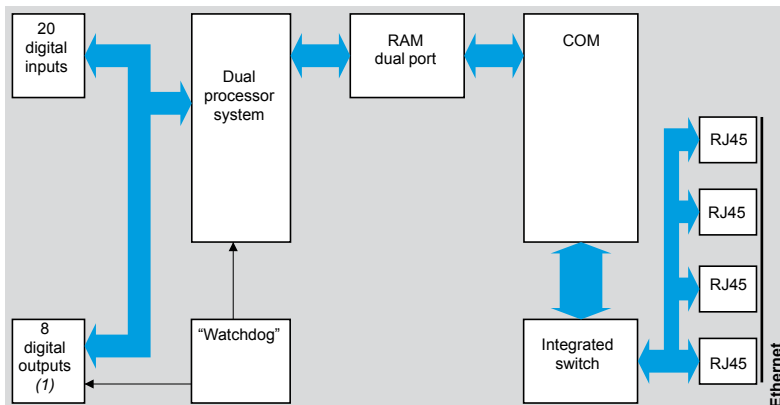 20
digital
inputs
Dual
processor
system
RAM
dual port
COM
RJ45
RJ45
RJ45
RJ45
Ethernet
8
digital
outputs
(1)
“Watchdog”
Integrated
switch